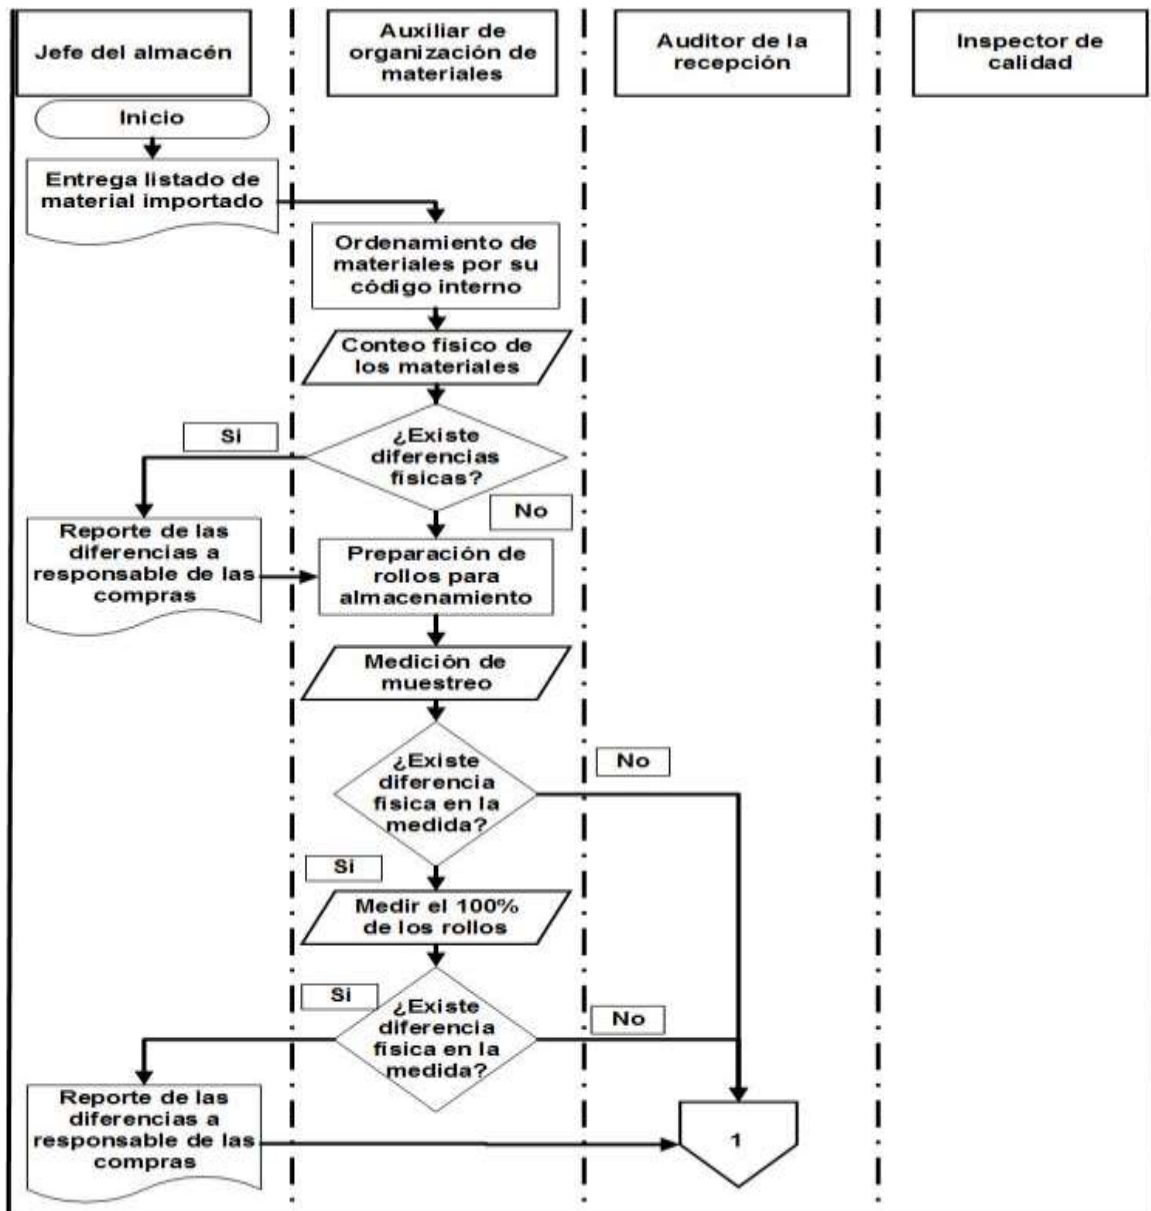 Jefe del almacén
Auxiliar de
organización de
materiales
Auditor de la
recepción
Inspector de
calidad
Inicio
Entrega listado de
material importado
Ordenamiento de
materiales por su
código interno
Conteo físico de
los materiales
¿Existe
diferencias
físicas?
Si
No
Reporte de las
diferencias a
responsable de las
compras
Preparación de
rollos para
almacenamiento
Medición de
muestreo
¿Existe
diferencia
física en la
medida?
No
Si
Medir el 100%
de los rollos
¿Existe
diferencia
física en la
medida?
Si
No
Reporte de las
diferencias a
responsable de las
compras
1